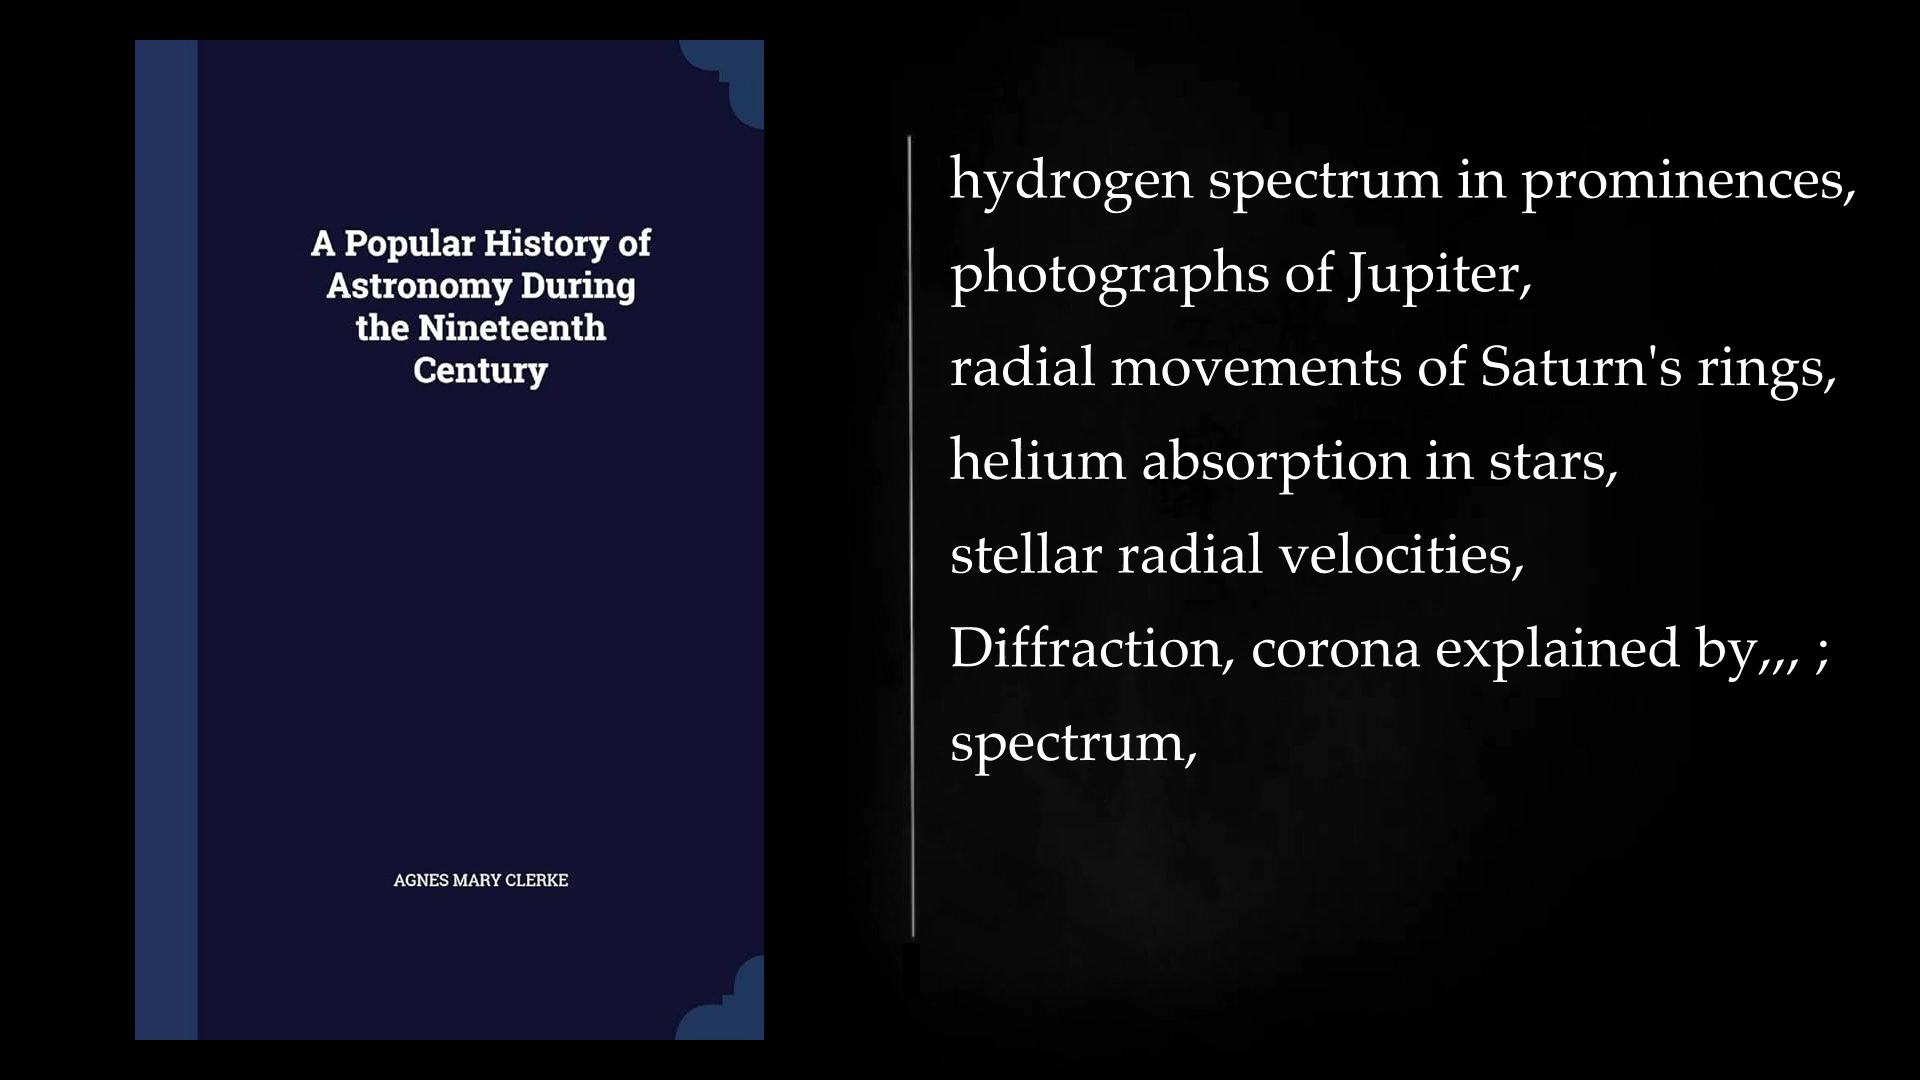 A Popular History of
Astronomy During
the Nineteenth
Century
AGNES MARY CLERKE
hydrogen spectrum in prominences,
photographs of Jupiter,
radial movements of Saturn's rings,
helium absorption in stars,
stellar radial velocities,
Diffraction, corona explained by,,, ;
spectrum,